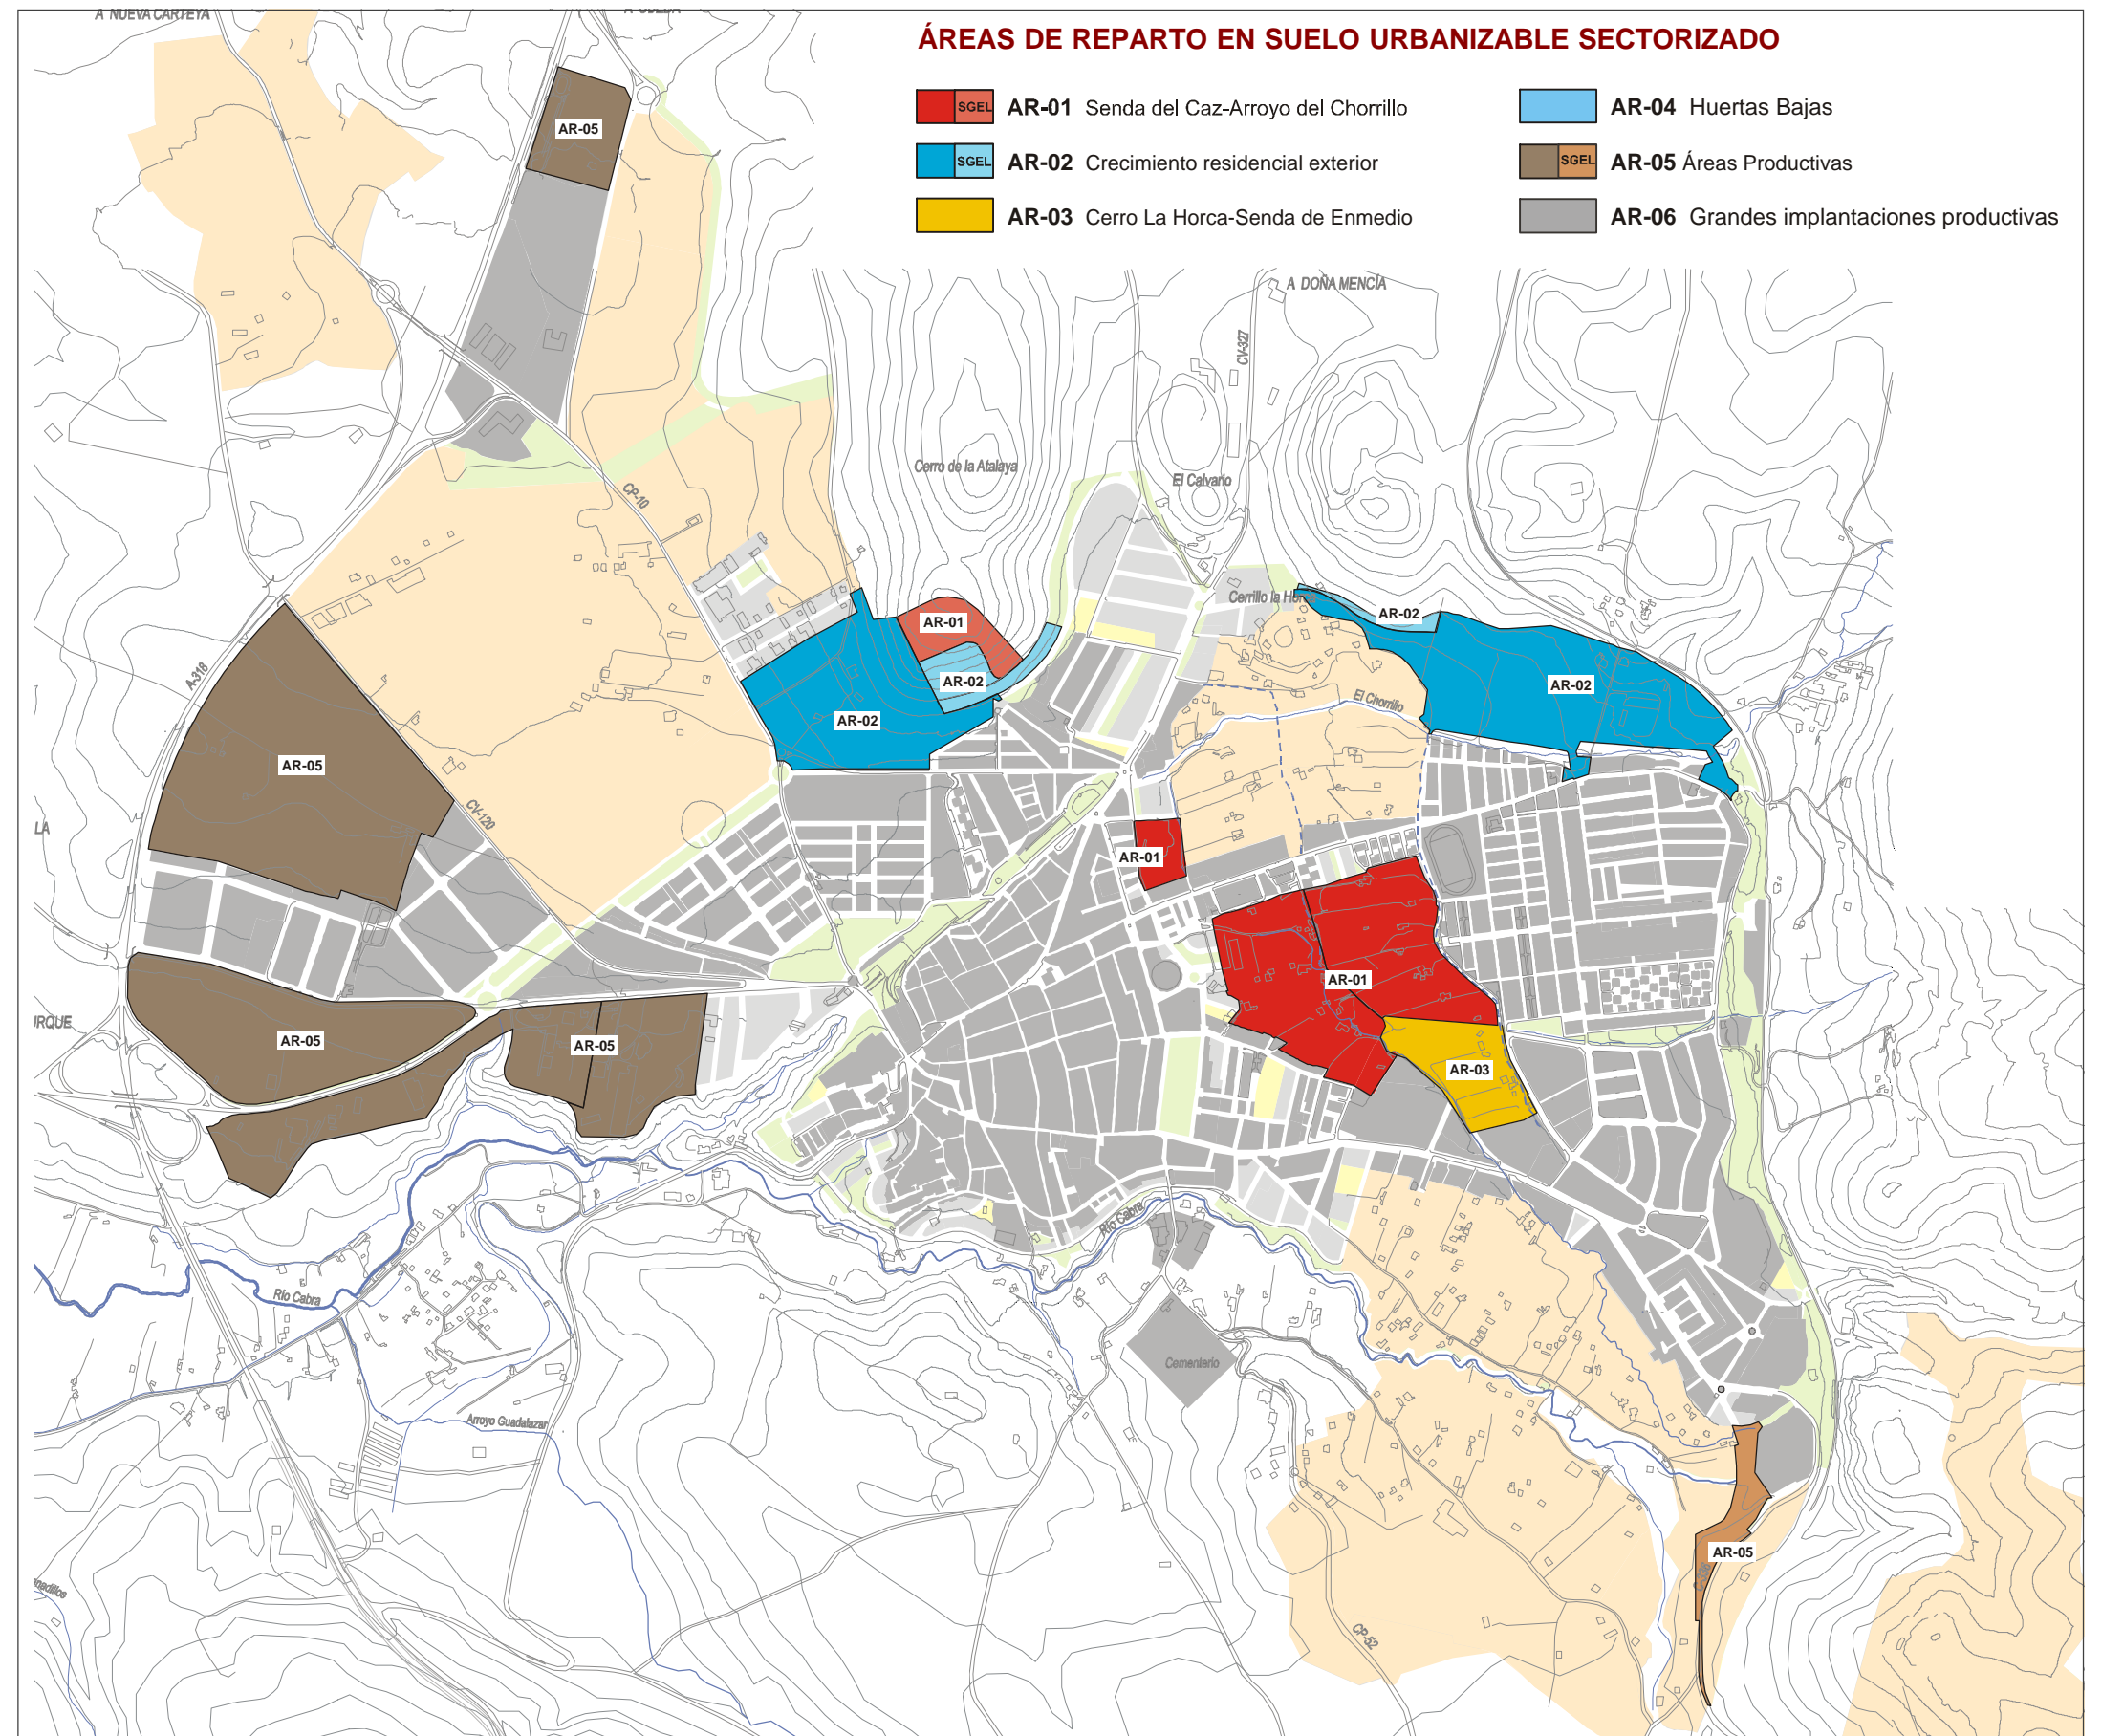 A NUEVA CARTEYA
ÁREAS DE REPARTO EN SUELO URBANIZABLE SECTORIZADO
SGEL AR-01 Senda del Caz-Arroyo del Chorrillo
AR-04 Huertas Bajas
SGEL AR-02 Crecimiento residencial exterior
SGEL AR-05 Áreas Productivas
AR-03 Cerro La Horca-Senda de Enmedio
AR-06 Grandes implantaciones productivas
AR-05
A DOÑA MENCÍA
CV-327
Cerro de la Atalaya
El Calvario
CP-10
Cerrillo la Horca
AR-01
AR-02
AR-02
A-318
AR-02
AR-02
El Chorrillo
AR-05
CV-120
LA
AR-01
AR-01
IRQUE
AR-05
AR-05
AR-03
Río Cabra
Río Cabra
Cementerio
Arroyo Guadalazar
AR-05
CP-52